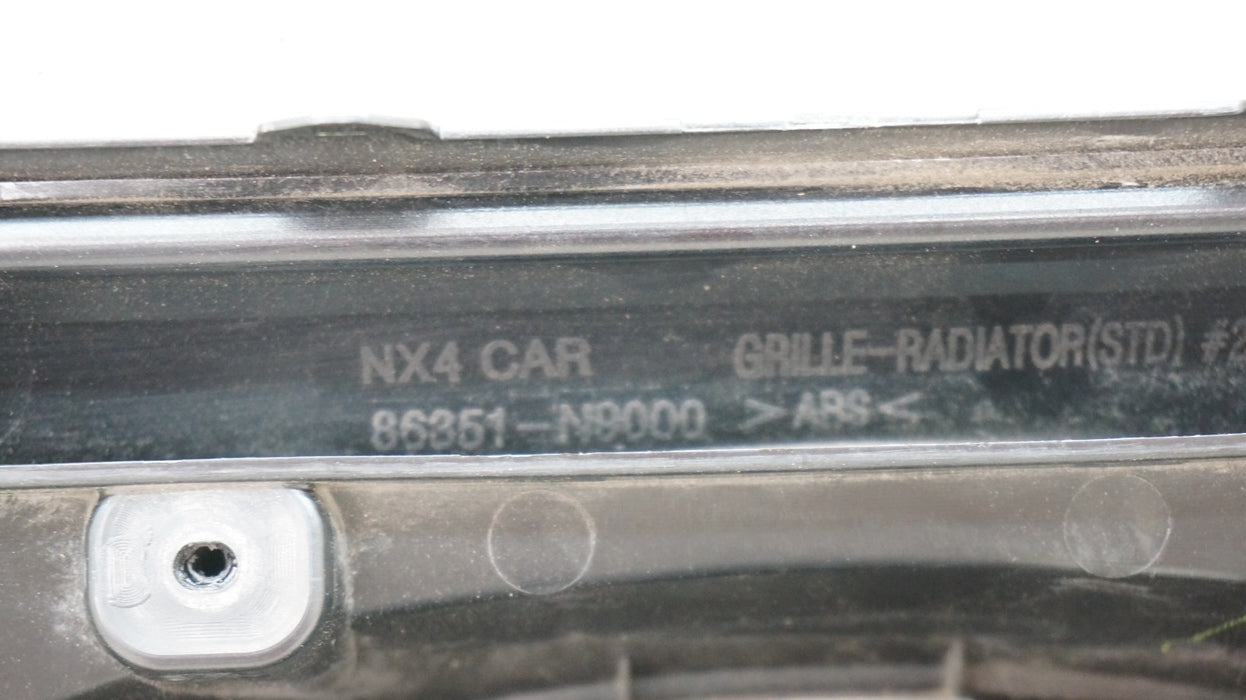 NX4 CAR GRILLE-RADIATOR(STD) #2
86351-N9000 >ABS<